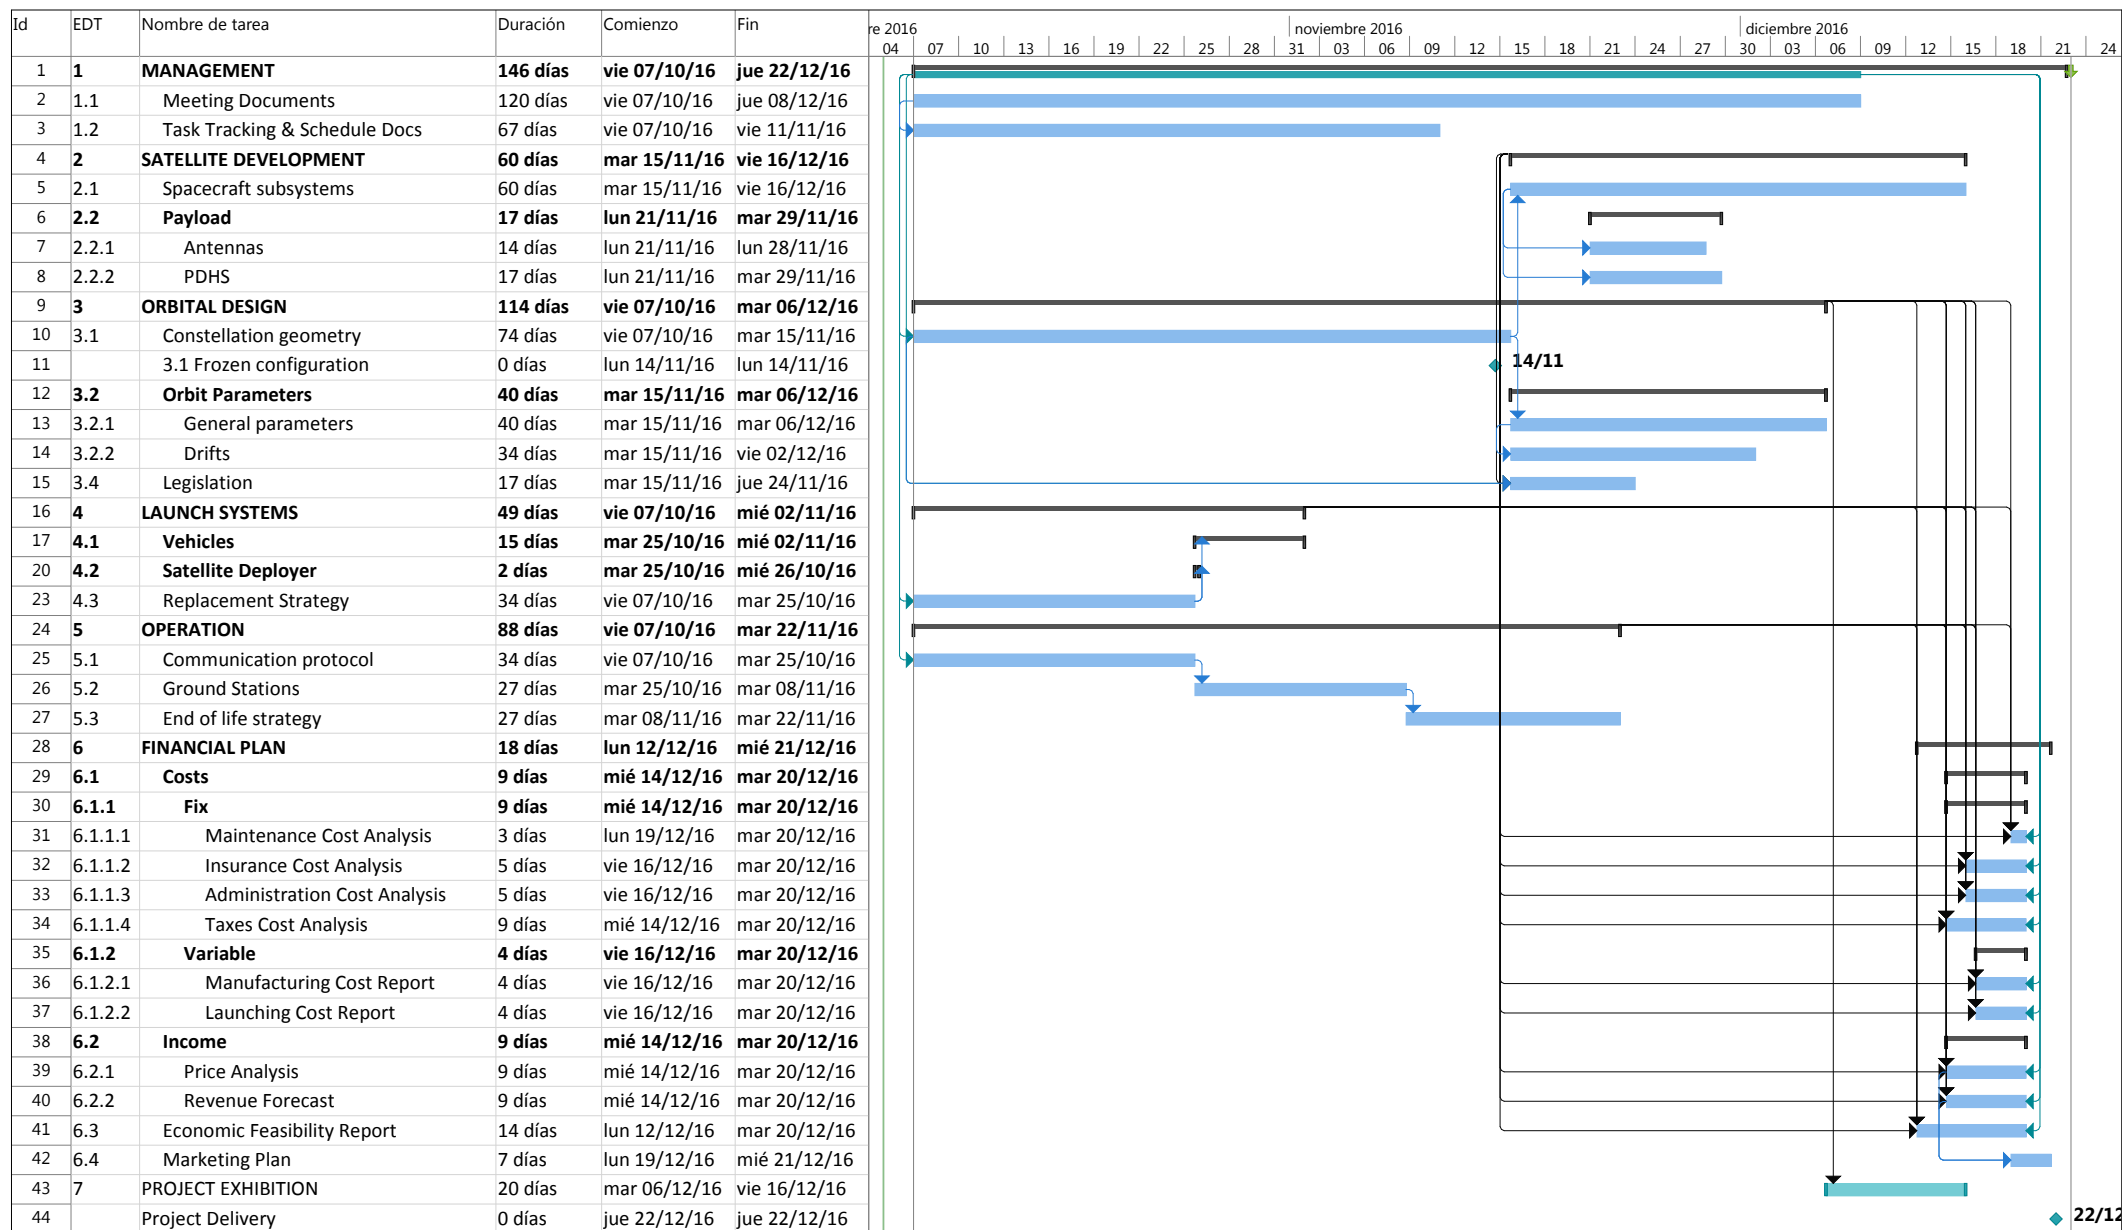 Id EDT Nombre de tarea Duración Comienzo Fin
re 2016 noviembre 2016 diciembre 2016
04 07 10 13 16 19 22 25 28 31 03 06 09 12 15 18 21 24 27 30 03 06 09 12 15 18 21 24
1 1 MANAGEMENT 146 días vie 07/10/16 jue 22/12/16
2 1.1 Meeting Documents 120 días vie 07/10/16 jue 08/12/16
3 1.2 Task Tracking & Schedule Docs 67 días vie 07/10/16 vie 11/11/16
4 2 SATELLITE DEVELOPMENT 60 días mar 15/11/16 vie 16/12/16
5 2.1 Spacecraft subsystems 60 días mar 15/11/16 vie 16/12/16
6 2.2 Payload 17 días lun 21/11/16 mar 29/11/16
7 2.2.1 Antennas 14 días lun 21/11/16 lun 28/11/16
8 2.2.2 PDHS 17 días lun 21/11/16 mar 29/11/16
9 3 ORBITAL DESIGN 114 días vie 07/10/16 mar 06/12/16
10 3.1 Constellation geometry 74 días vie 07/10/16 mar 15/11/16
11 3.1 Frozen configuration 0 días lun 14/11/16 lun 14/11/16 14/11
12 3.2 Orbit Parameters 40 días mar 15/11/16 mar 06/12/16
13 3.2.1 General parameters 40 días mar 15/11/16 mar 06/12/16
14 3.2.2 Drifts 34 días mar 15/11/16 vie 02/12/16
15 3.4 Legislation 17 días mar 15/11/16 jue 24/11/16
16 4 LAUNCH SYSTEMS 49 días vie 07/10/16 mié 02/11/16
17 4.1 Vehicles 15 días mar 25/10/16 mié 02/11/16
20 4.2 Satellite Deployer 2 días mar 25/10/16 mié 26/10/16
23 4.3 Replacement Strategy 34 días vie 07/10/16 mar 25/10/16
24 5 OPERATION 88 días vie 07/10/16 mar 22/11/16
25 5.1 Communication protocol 34 días vie 07/10/16 mar 25/10/16
26 5.2 Ground Stations 27 días mar 25/10/16 mar 08/11/16
27 5.3 End of life strategy 27 días mar 08/11/16 mar 22/11/16
28 6 FINANCIAL PLAN 18 días lun 12/12/16 mié 21/12/16
29 6.1 Costs 9 días mié 14/12/16 mar 20/12/16
30 6.1.1 Fix 9 días mié 14/12/16 mar 20/12/16
31 6.1.1.1 Maintenance Cost Analysis 3 días lun 19/12/16 mar 20/12/16
32 6.1.1.2 Insurance Cost Analysis 5 días vie 16/12/16 mar 20/12/16
33 6.1.1.3 Administration Cost Analysis 5 días vie 16/12/16 mar 20/12/16
34 6.1.1.4 Taxes Cost Analysis 9 días mié 14/12/16 mar 20/12/16
35 6.1.2 Variable 4 días vie 16/12/16 mar 20/12/16
36 6.1.2.1 Manufacturing Cost Report 4 días vie 16/12/16 mar 20/12/16
37 6.1.2.2 Launching Cost Report 4 días vie 16/12/16 mar 20/12/16
38 6.2 Income 9 días mié 14/12/16 mar 20/12/16
39 6.2.1 Price Analysis 9 días mié 14/12/16 mar 20/12/16
40 6.2.2 Revenue Forecast 9 días mié 14/12/16 mar 20/12/16
41 6.3 Economic Feasibility Report 14 días lun 12/12/16 mar 20/12/16
42 6.4 Marketing Plan 7 días lun 19/12/16 mié 21/12/16
43 7 PROJECT EXHIBITION 20 días mar 06/12/16 vie 16/12/16
44 Project Delivery 0 días jue 22/12/16 jue 22/12/16 22/12